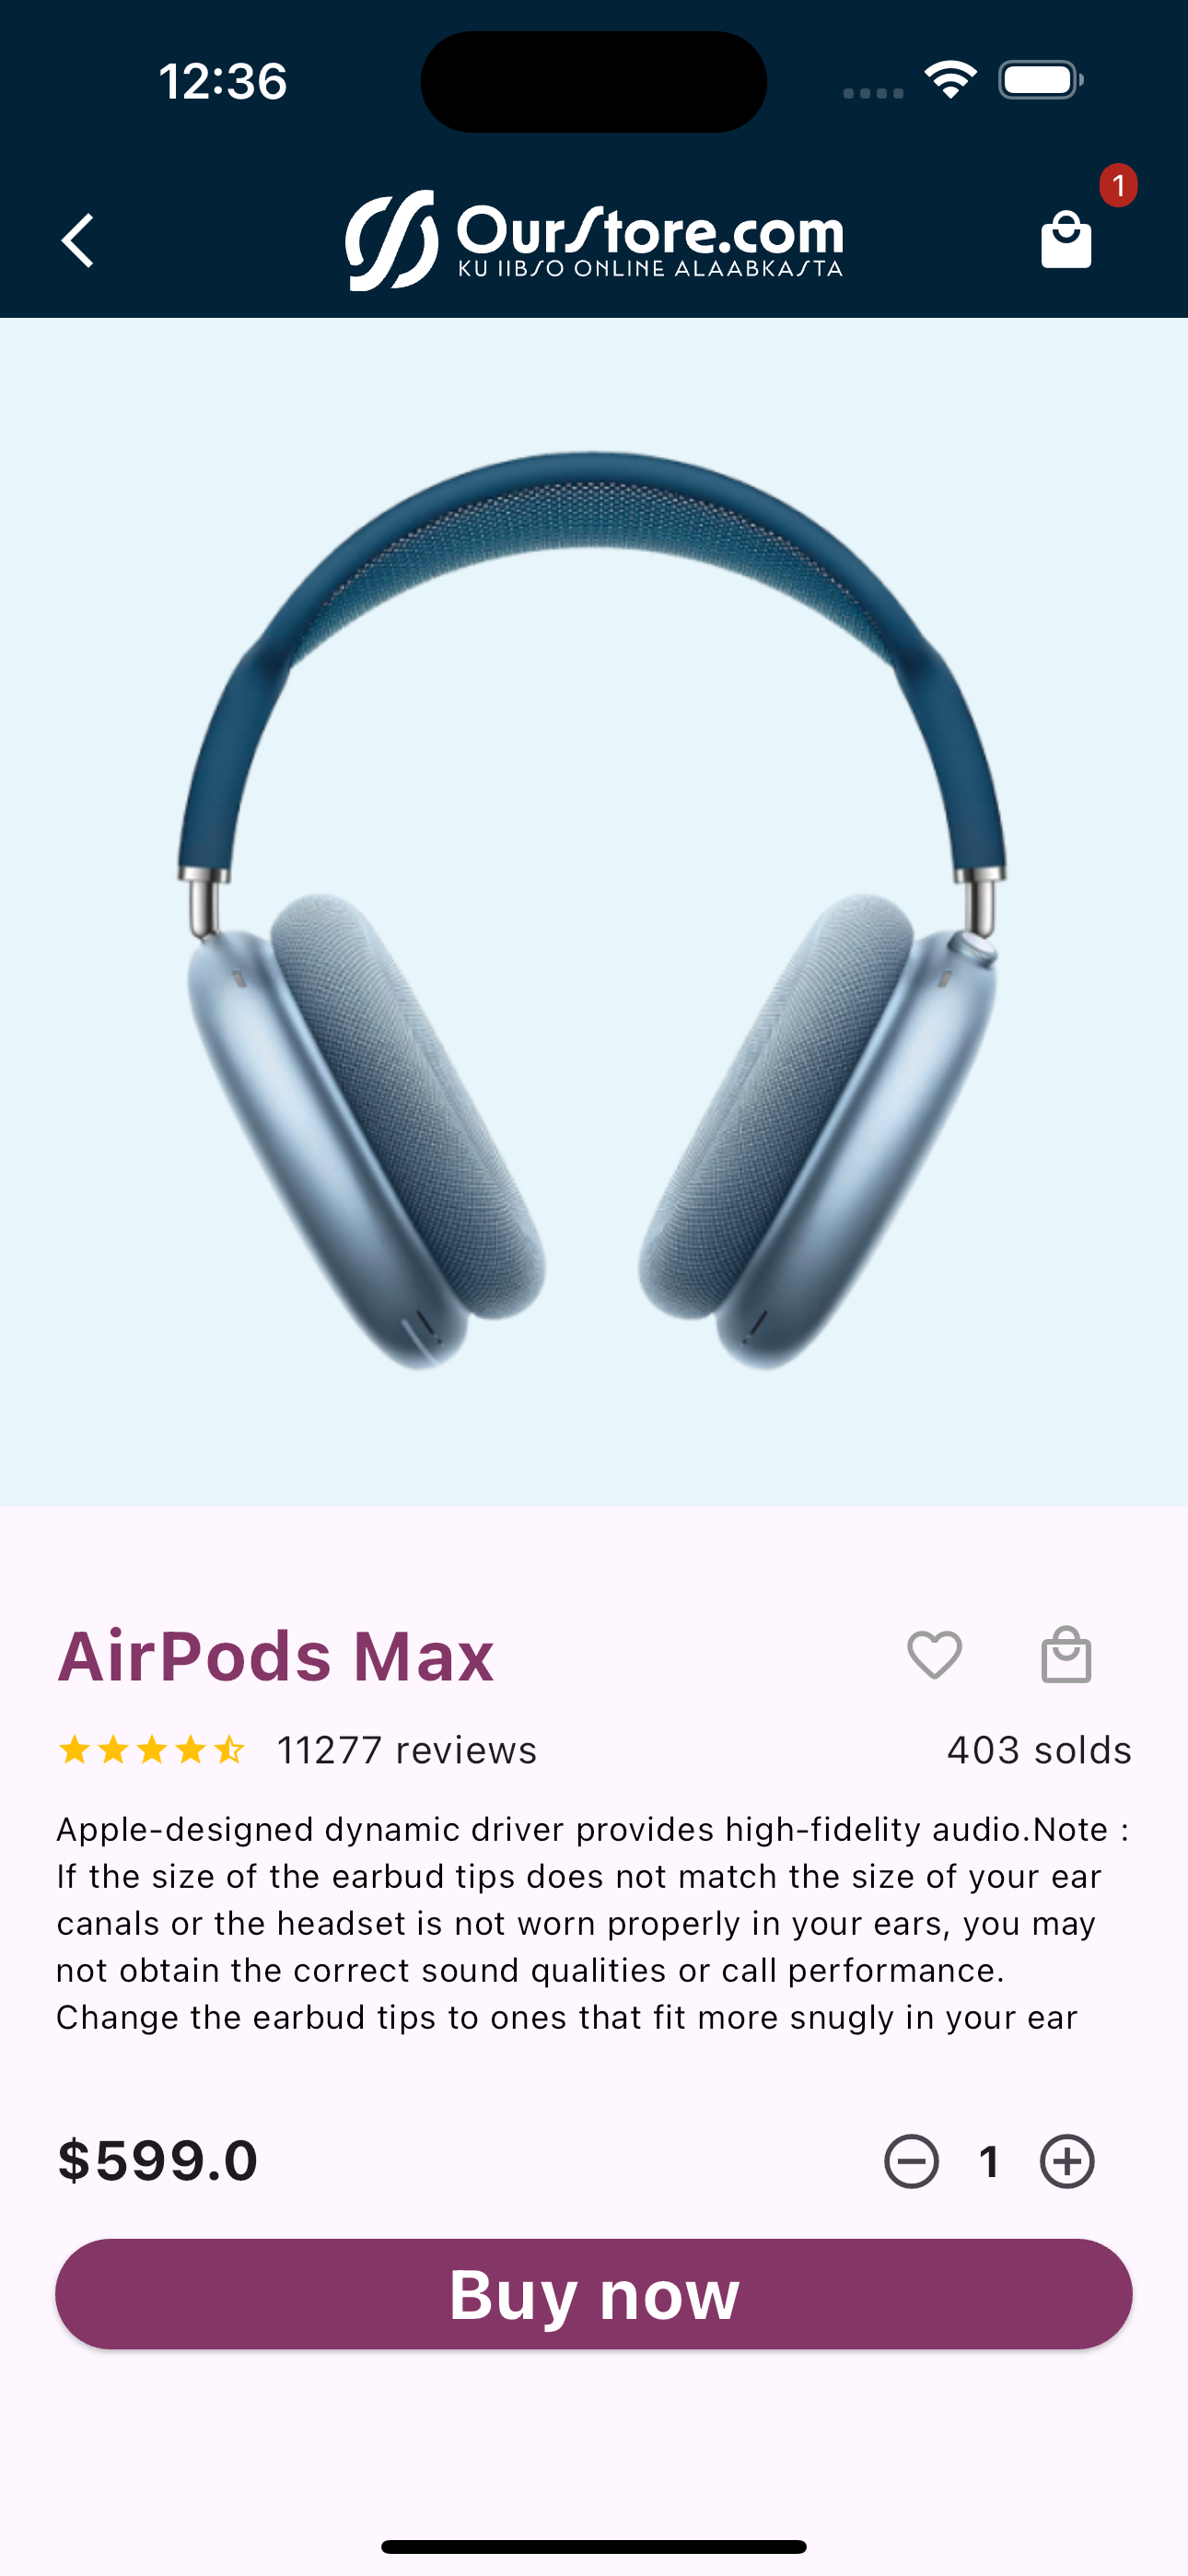 12:36
1
OurStore.com
KU IIBSO ONLINE ALAABKASTA
AirPods Max
11277 reviews
403 solds
Apple-designed dynamic driver provides high-fidelity audio.Note :
If the size of the earbud tips does not match the size of your ear
canals or the headset is not worn properly in your ears, you may
not obtain the correct sound qualities or call performance.
Change the earbud tips to ones that fit more snugly in your ear
$599.0
1
Buy now